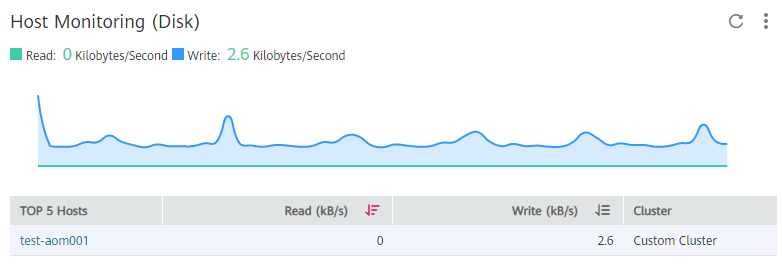 Host Monitoring (Disk)
Read: 0 Kilobytes/Second Write: 2.6 Kilobytes/Second
TOP 5 Hosts Read (kB/s) Write (kB/s) Cluster
test-aom001 0 2.6 Custom Cluster